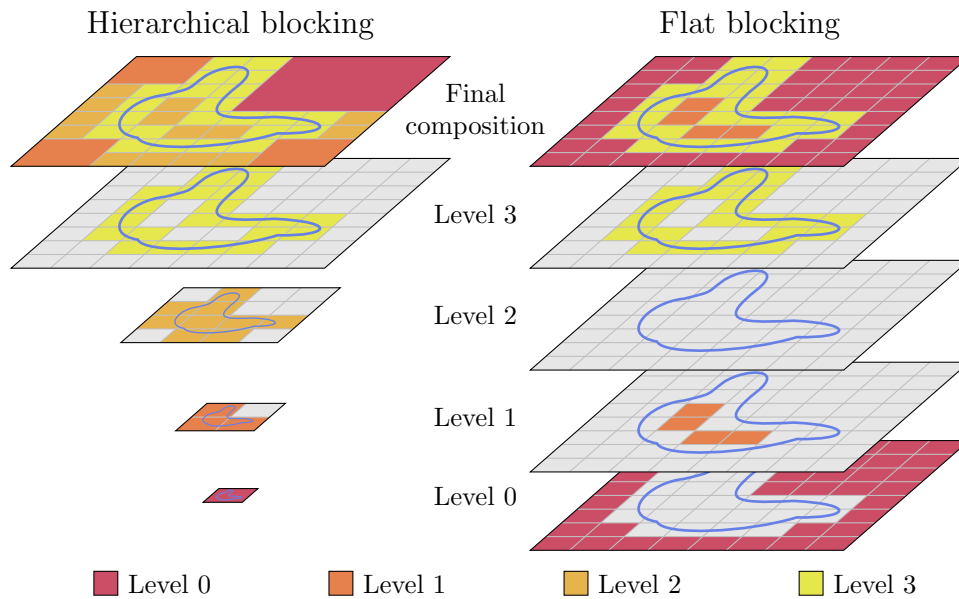 Hierarchical blocking
Flat blocking
Final
composition
Level 3
Level 2
Level 1
Level 0
Level 0
Level 1
Level 2
Level 3